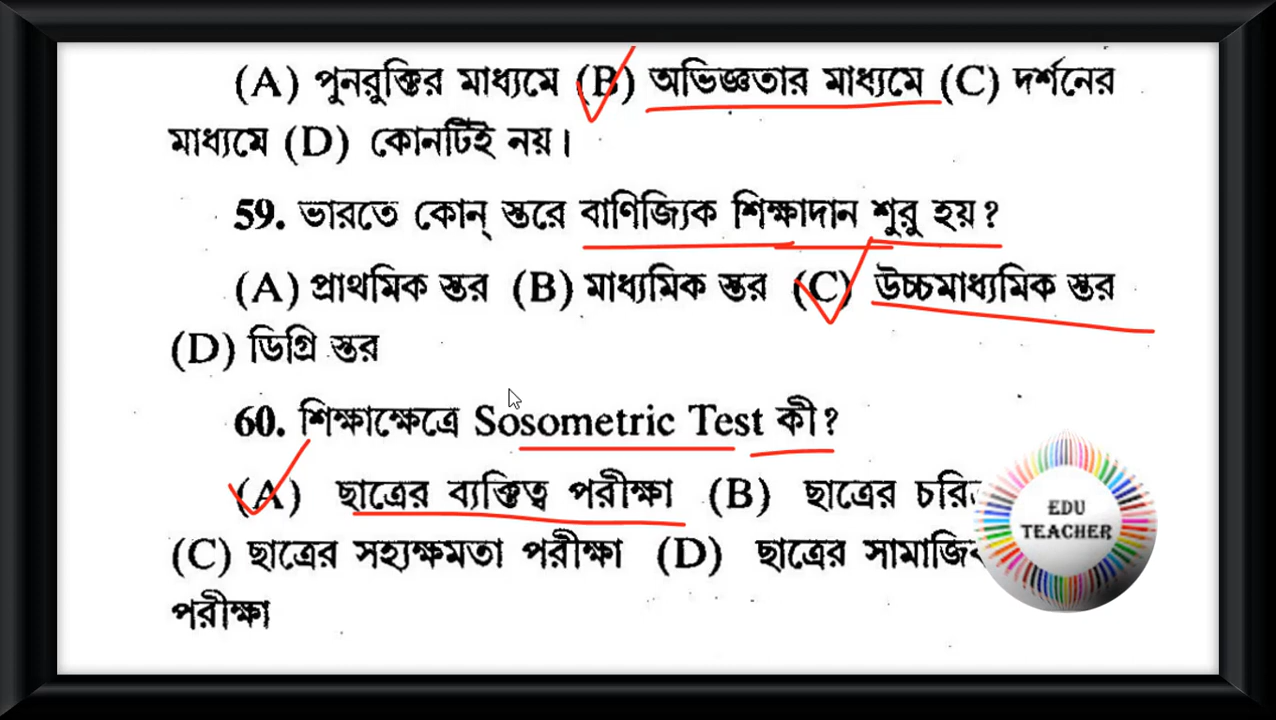 (A) পুনরুক্তির মাধ্যমে (B) অভিজ্ঞতার মাধ্যমে (C) দর্শনের
মাধ্যমে (D) কোনটিই নয়।
59. ভারতে কোন্ স্তরে বাণিজ্যিক শিক্ষাদান শুরু হয়?
(A) প্রাথমিক স্তর (B) মাধ্যমিক স্তর (C) উচ্চমাধ্যমিক স্তর
(D) ডিগ্রি স্তর
60. শিক্ষাক্ষেত্রে Sosometric Test কী?
(A) ছাত্রের ব্যক্তিত্ব পরীক্ষা (B) ছাত্রের
(C) ছাত্রের সহ্যক্ষমতা পরীক্ষা (D) ছাত্রের
পরীক্ষা
EDU
TEACHER